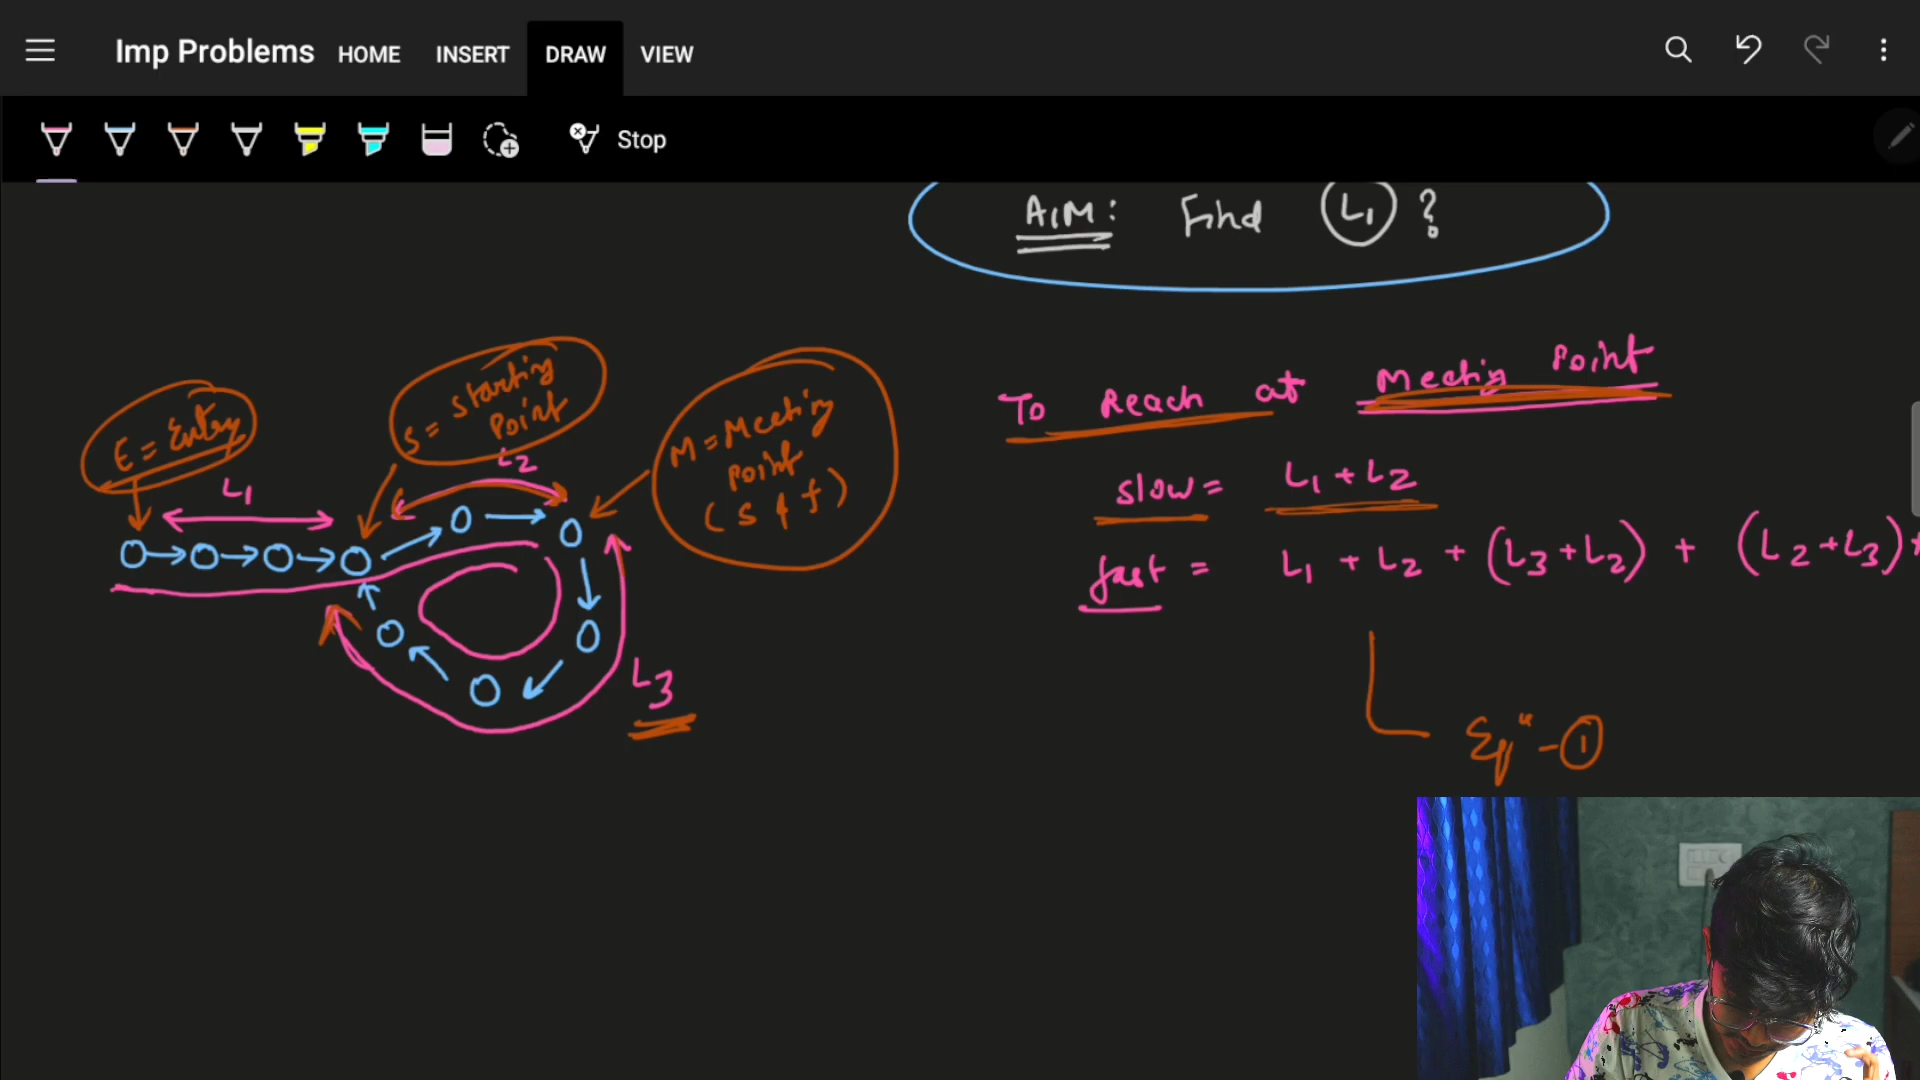 Imp Problems HOME INSERT DRAW VIEW
Stop
AIM: Find L1 ?
E = Entry
S = Starting Point
M = Meeting Point (S & f)
L1
L2
L3
To Reach at Meeting Point
slow = L1 + L2
fast = L1 + L2 + (L3 + L2) + (L2 + L3) +
Eqn - 1